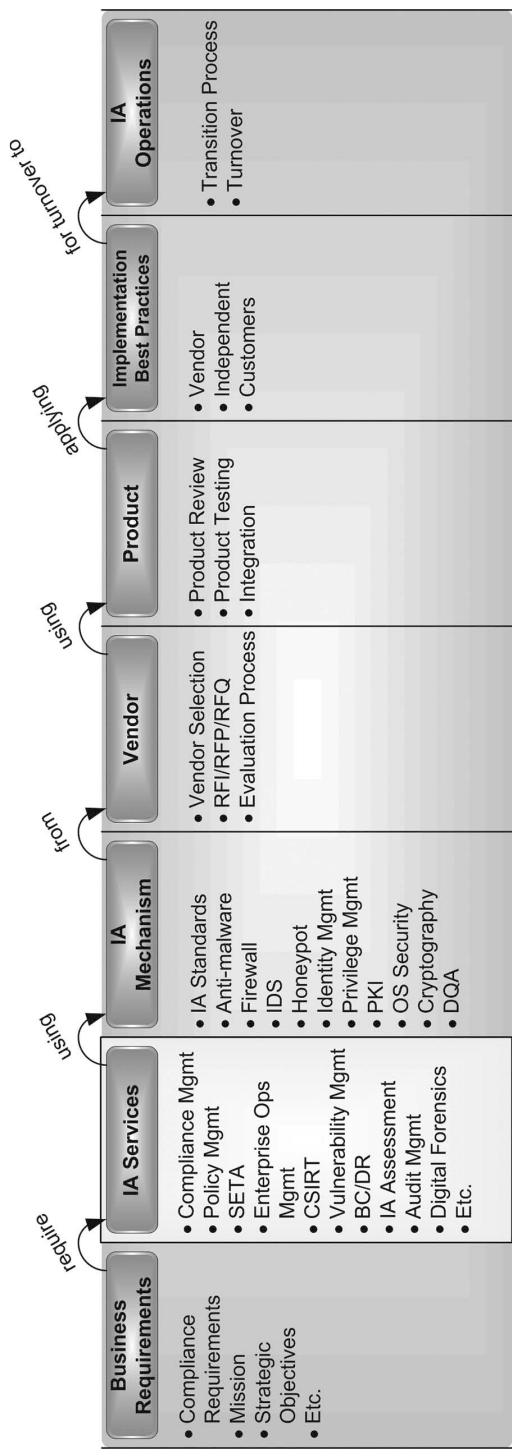 require
using
from
using
applying
for turnover to
Business
Requirements
• Compliance
Requirements
• Mission
• Strategic
Objectives
• Etc.
IA Services
• Compliance Mgmt
• Policy Mgmt
• SETA
• Enterprise Ops
Mgmt
• CSIRT
• Vulnerability Mgmt
• BC/DR
• IA Assessment
• Audit Mgmt
• Digital Forensics
• Etc.
IA
Mechanism
• IA Standards
• Anti-malware
• Firewall
• IDS
• Honeypot
• Identity Mgmt
• Privilege Mgmt
• PKI
• OS Security
• Cryptography
• DQA
Vendor
• Vendor Selection
• RFI/RFP/RFQ
• Evaluation Process
Product
• Product Review
• Product Testing
• Integration
Implementation
Best Practices
• Vendor
• Independent
• Customers
IA
Operations
• Transition Process
• Turnover